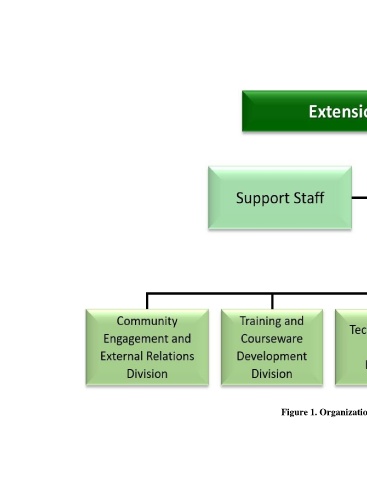 Extensio
Support Staff
Community
Engagement and
External Relations
Division
Training and
Courseware
Development
Division
Tec
Figure 1. Organizatio